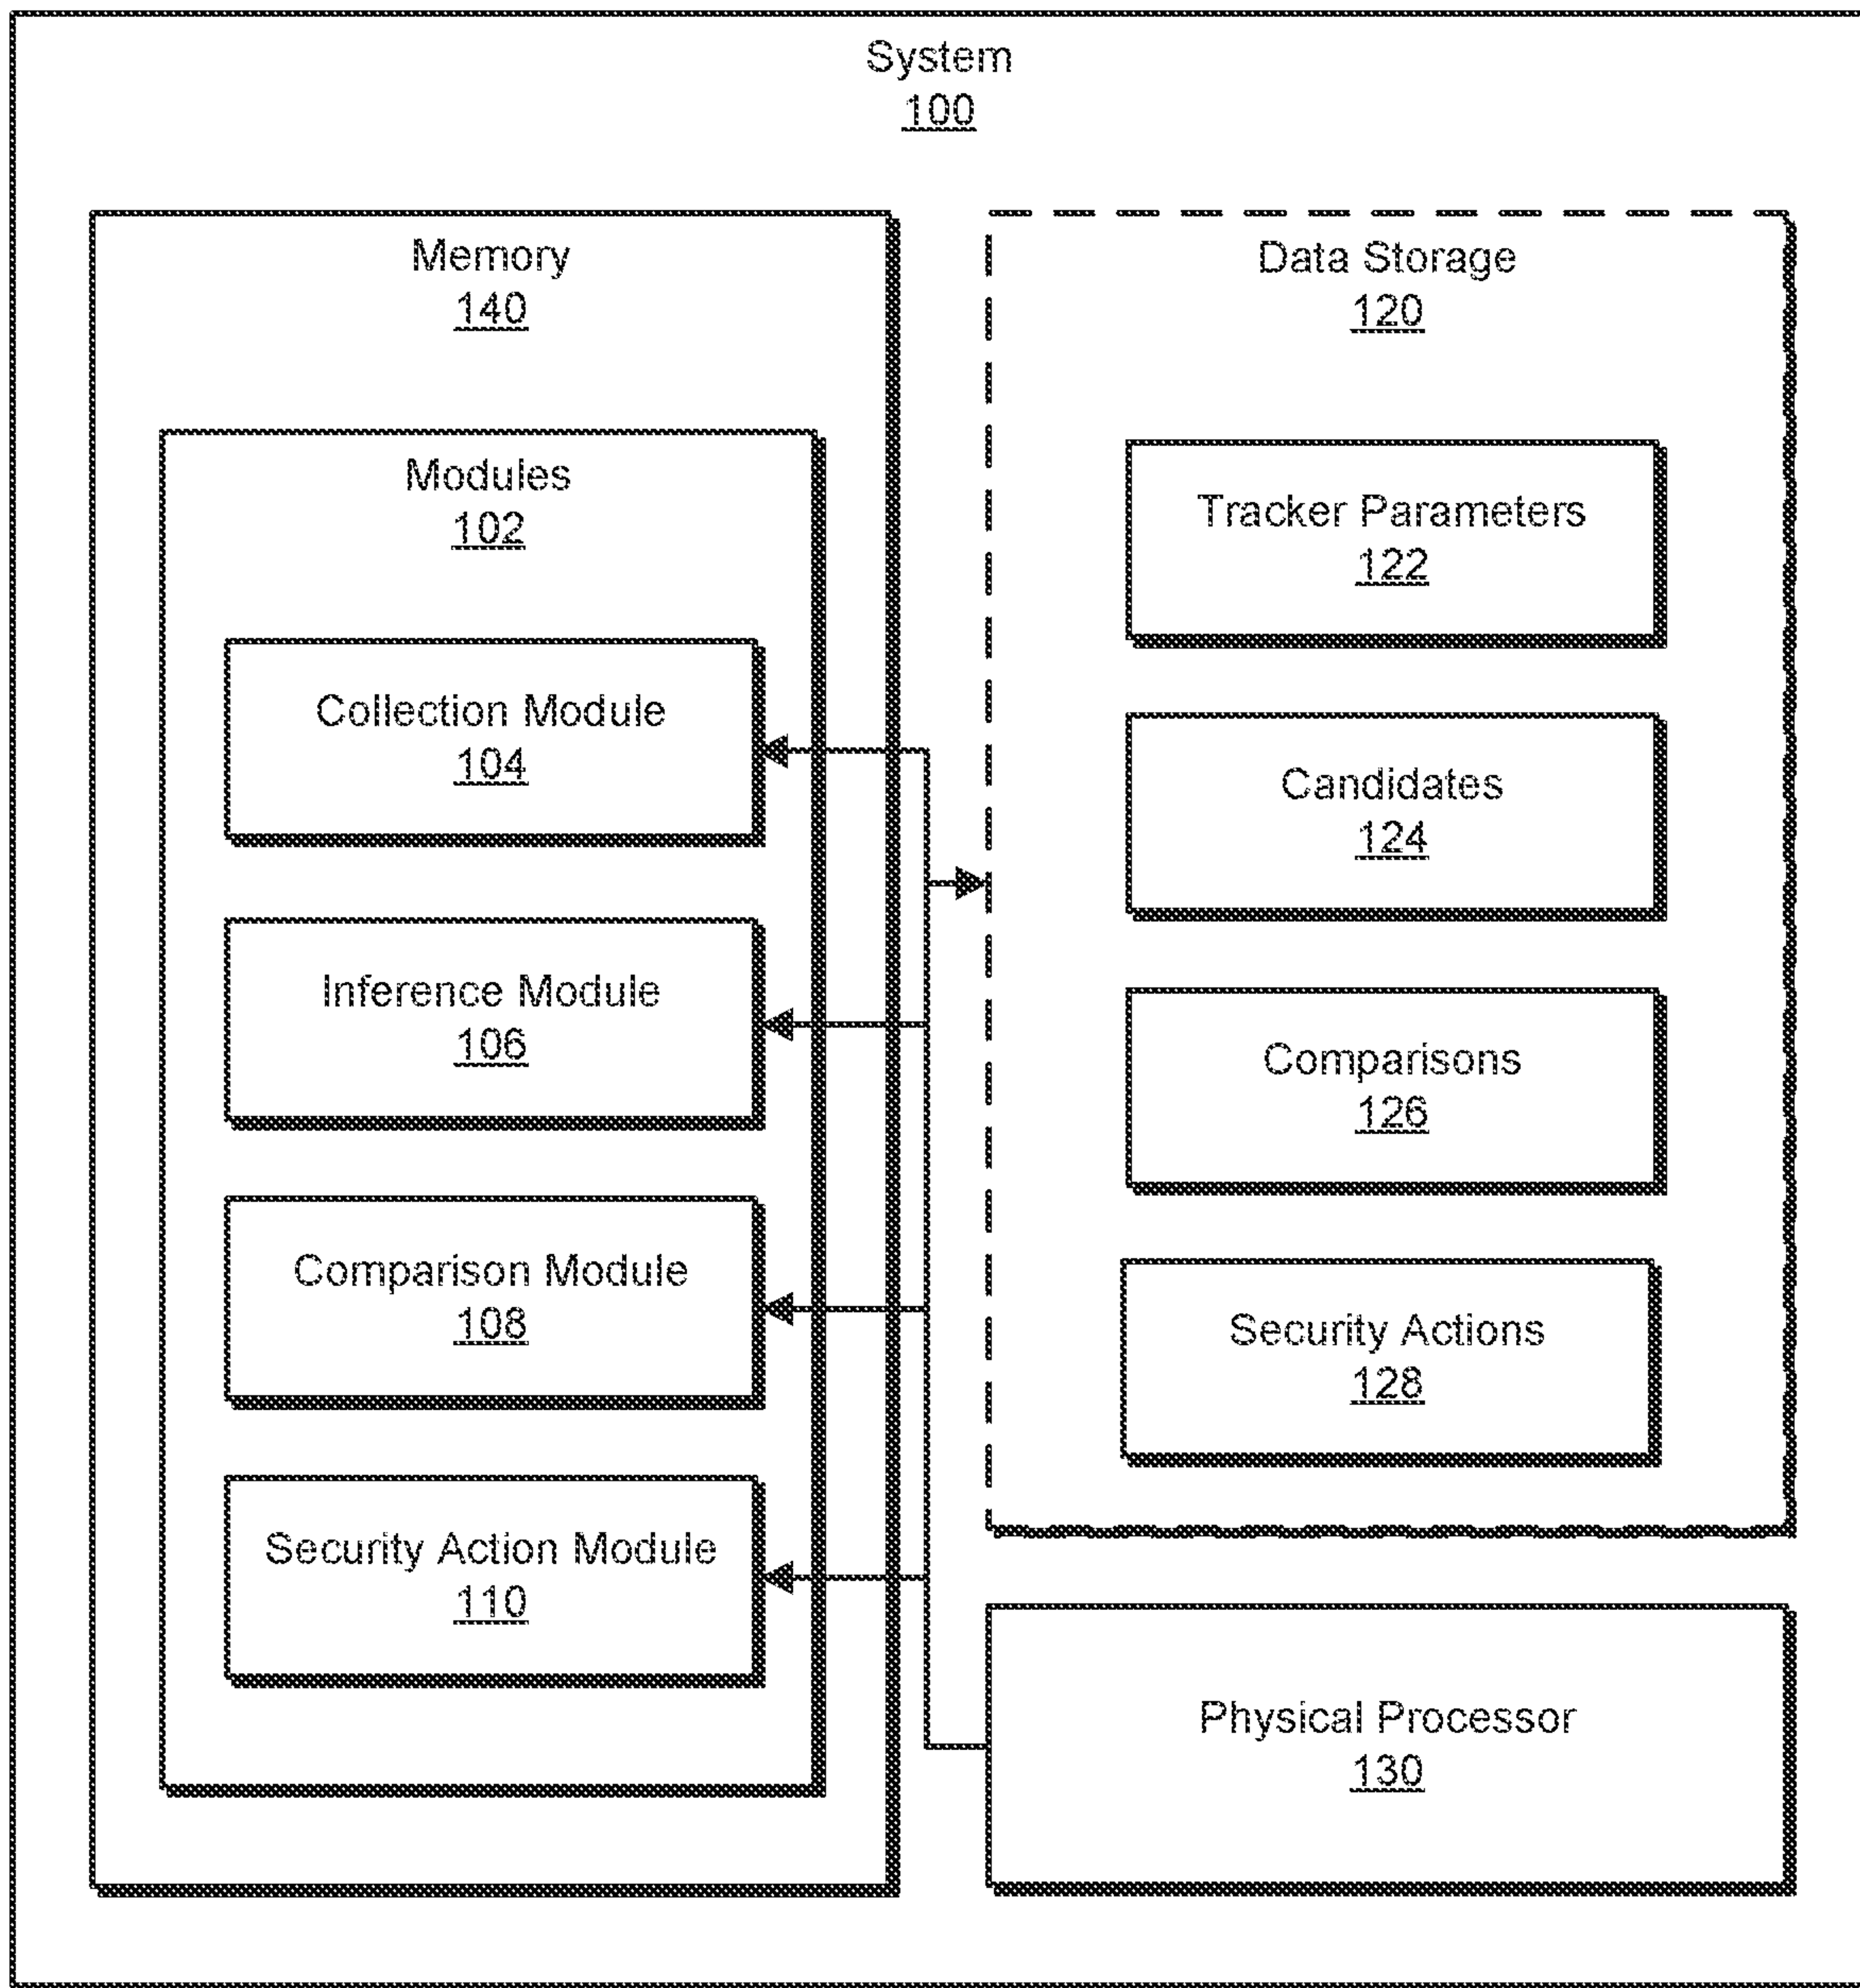 System
100
Memory
140
Modules
102
Collection Module
104
Inference Module
106
Comparison Module
108
Security Action Module
110
Data Storage
120
Tracker Parameters
122
Candidates
124
Comparisons
126
Security Actions
128
Physical Processor
130